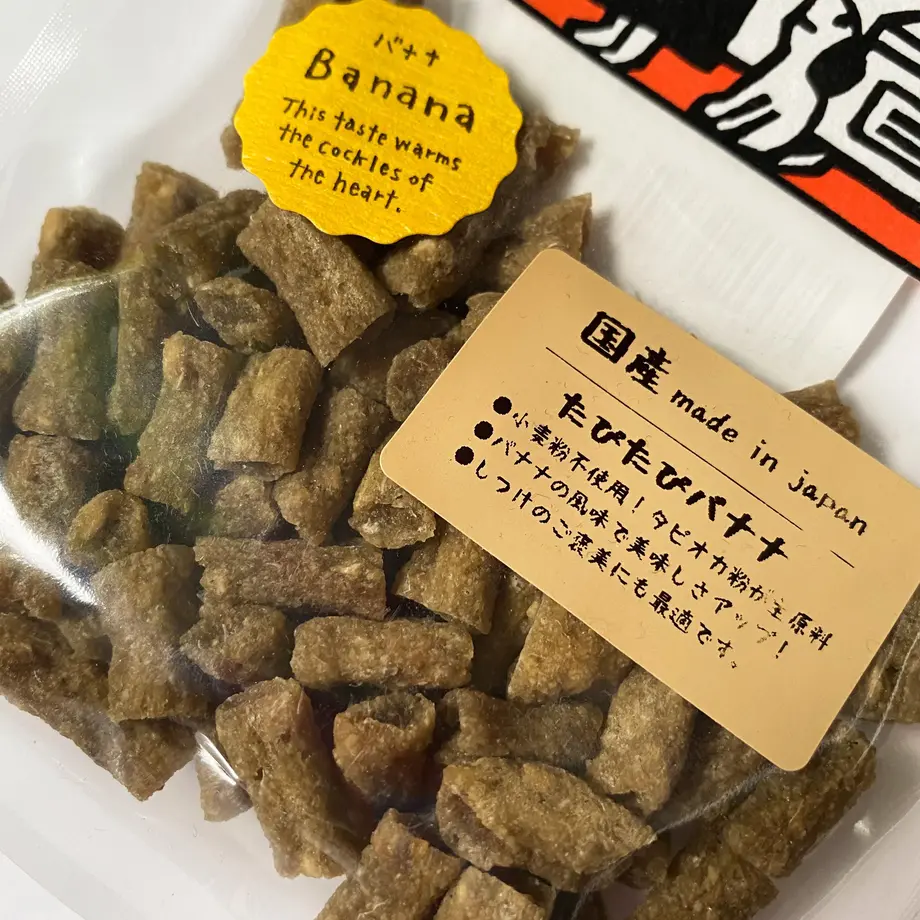 バナナ
Banana
This taste warms
the cockles of
the heart.
国産 made in japan
たびたびバナナ
●小麦粉不使用！タピオカ粉が主原料
●バナナの風味で美味しさアップ！
●しつけのご褒美にも最適です。